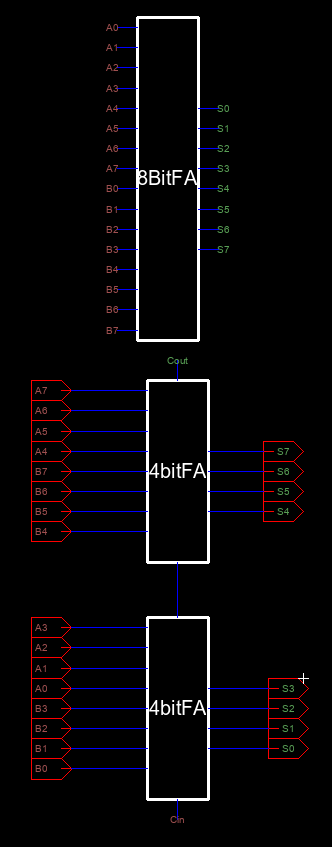 A0
A1
A2
A3
A4 S0
A5 S1
A6 S2
A7 S3
8BitFA
B0 S4
B1 S5
B2 S6
B3 S7
B4
B5
B6
B7
Cout
A7
A6
A5
A4 S7
4bitFA
B7 S6
B6 S5
B5 S4
B4
A3
A2
A1
A0 S3
4bitFA
B3 S2
B2 S1
B1 S0
B0
Cin